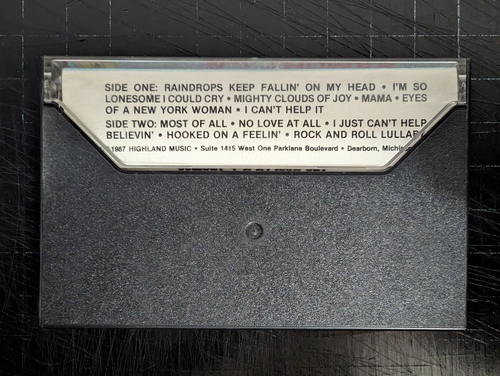 SIDE ONE: RAINDROPS KEEP FALLIN' ON MY HEAD • I'M SO
LONESOME I COULD CRY • MIGHTY CLOUDS OF JOY • MAMA • EYES
OF A NEW YORK WOMAN • I CAN'T HELP IT
SIDE TWO: MOST OF ALL • NO LOVE AT ALL • I JUST CAN'T HELP
BELIEVIN' • HOOKED ON A FEELIN' • ROCK AND ROLL LULLABY
©1987 HIGHLAND MUSIC • Suite 1415 West One Parklane Boulevard • Dearborn,